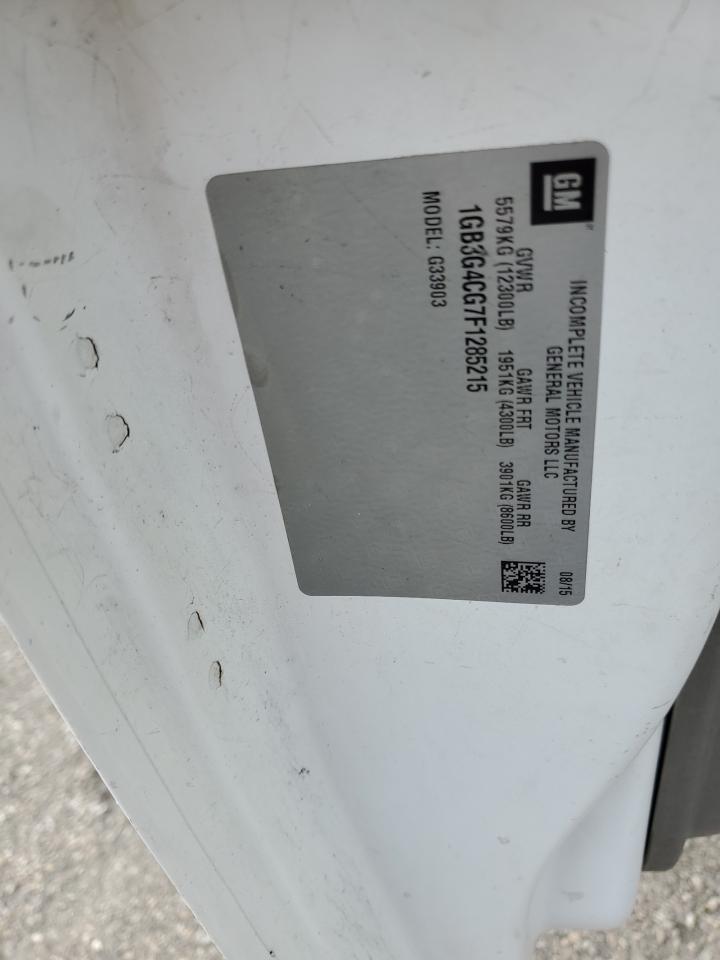 GM
INCOMPLETE VEHICLE MANUFACTURED BY
GENERAL MOTORS LLC
08/15
GVWR GAWR FRT GAWR RR
5579KG (12300LB) 1951KG (4300LB) 3901KG (8600LB)
1GB3G4CG7F1285215
MODEL: G33903